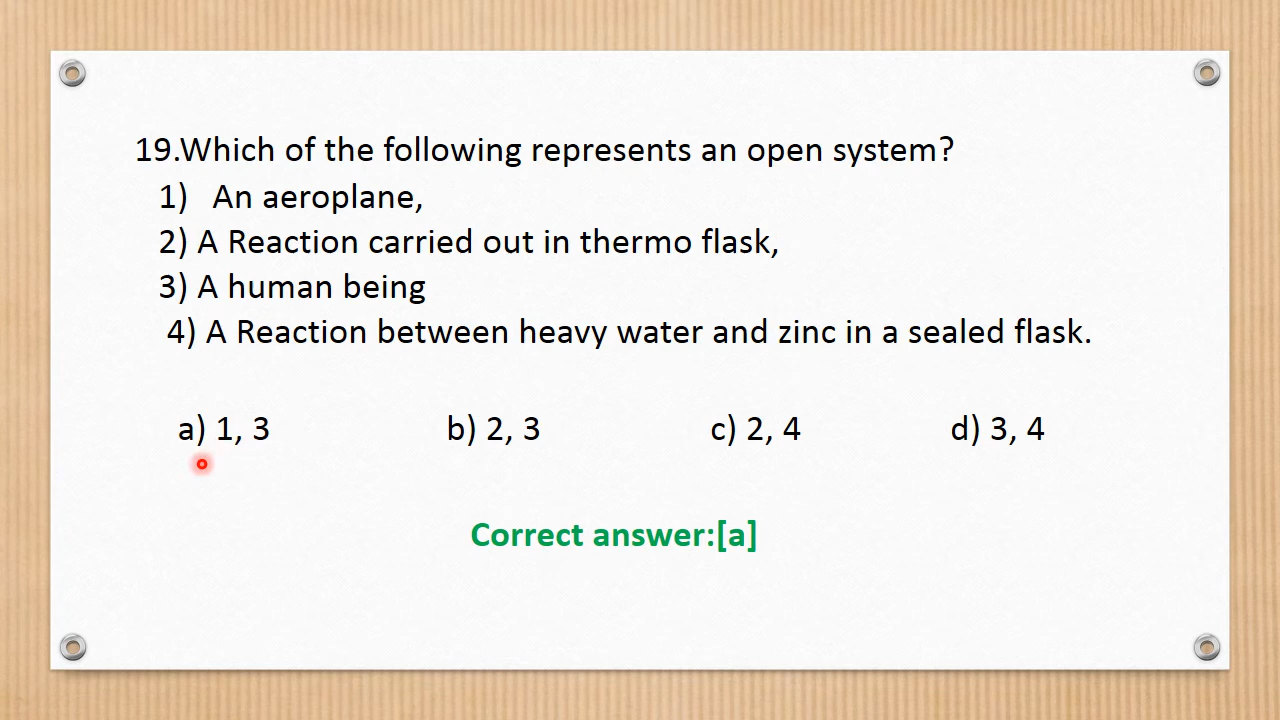 19.Which of the following represents an open system?
1) An aeroplane,
2) A Reaction carried out in thermo flask,
3) A human being
4) A Reaction between heavy water and zinc in a sealed flask.
a) 1, 3 b) 2, 3 c) 2, 4 d) 3, 4
Correct answer:[a]